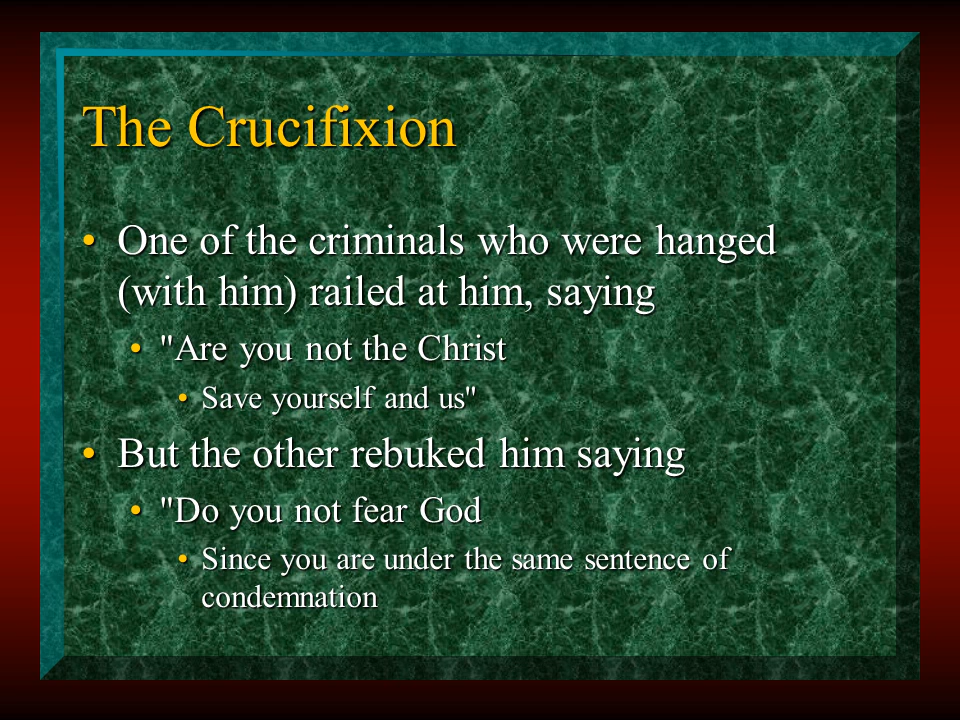 The Crucifixion
• One of the criminals who were hanged
(with him) railed at him, saying
• "Are you not the Christ
• Save yourself and us"
• But the other rebuked him saying
• "Do you not fear God
• Since you are under the same sentence of
condemnation